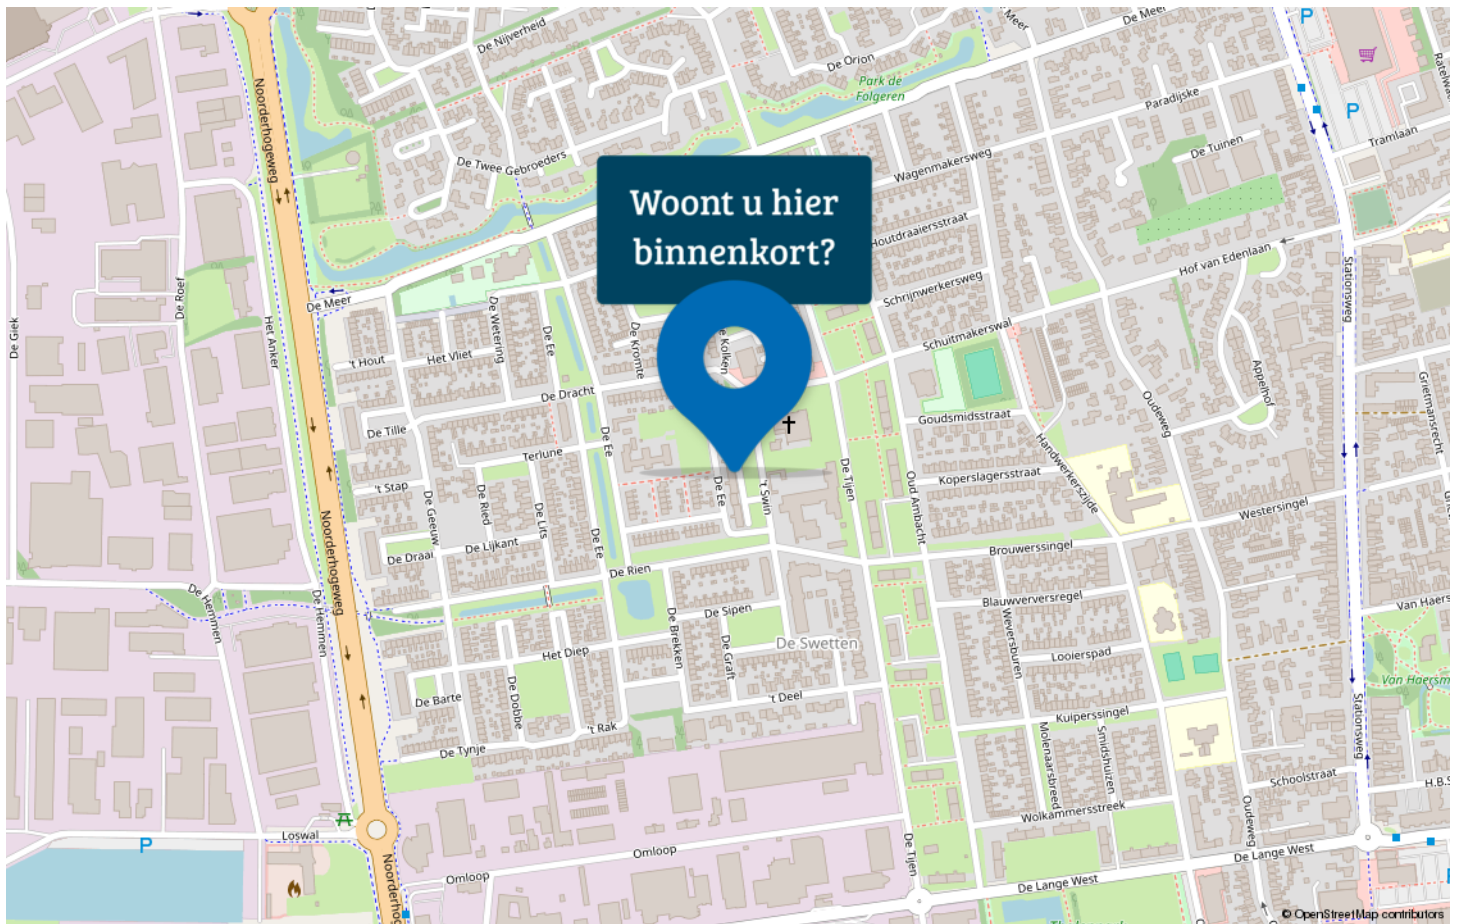 De Meer
De Nijverheid
Meer
P
De Orion
Park de
Folgeren
Paradijske
P
Noorderhogeweg
De Twee Gebroeders
Wagenmakersweg
De Tuinen
Tramlaan
Woont u hier
binnenkort?
Houtdraaiersstraat
Hof van Edenlaan
Stationsweg
De Roef
De Meer
Schrijnwerkersweg
De Giek
Het Anker
De Wetering
De Ee
De Kromte
Schuitmakerswal
't Hout
Het Vliet
Appelhof
Grietmansrecht
De Dracht
Oudeweg
De Tille
Goudsmidsstraat
De Ee
Terlune
Handwerkerszijde
't Stap
De Geeuw
De Ried
De Lits
De Ee
't Swin
De Tijen
Koperslagersstraat
Oud Ambacht
Westersingel
Noorderhogeweg
De Ee
De Draai
De Lijkant
Brouwerssingel
De Rien
De Hemmen
De Hemmen
De Sipen
Blauwverversregel
Weversburen
De Brekken
De Graft
De Swetten
Het Diep
Looierspad
De Barte
De Dobbe
't Deel
't Rak
Kuiperssingel
Stationsweg
De Tynje
Molenaarsbreed
Smidshuizen
Schoolstraat
Wolkammersstreek
Oudeweg
Loswal
P
Omloop
De Tijen
De Lange West
Omloop
De Lange West
© OpenStreetMap contributors